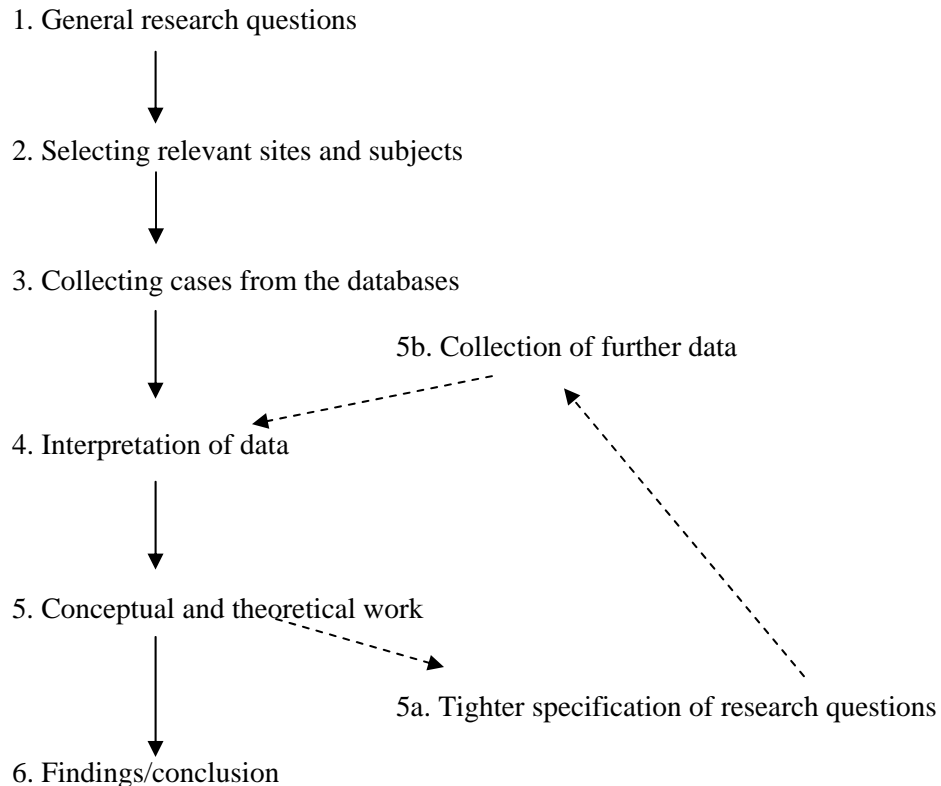 1. General research questions
2. Selecting relevant sites and subjects
3. Collecting cases from the databases
5b. Collection of further data
4. Interpretation of data
5. Conceptual and theoretical work
5a. Tighter specification of research questions
6. Findings/conclusion